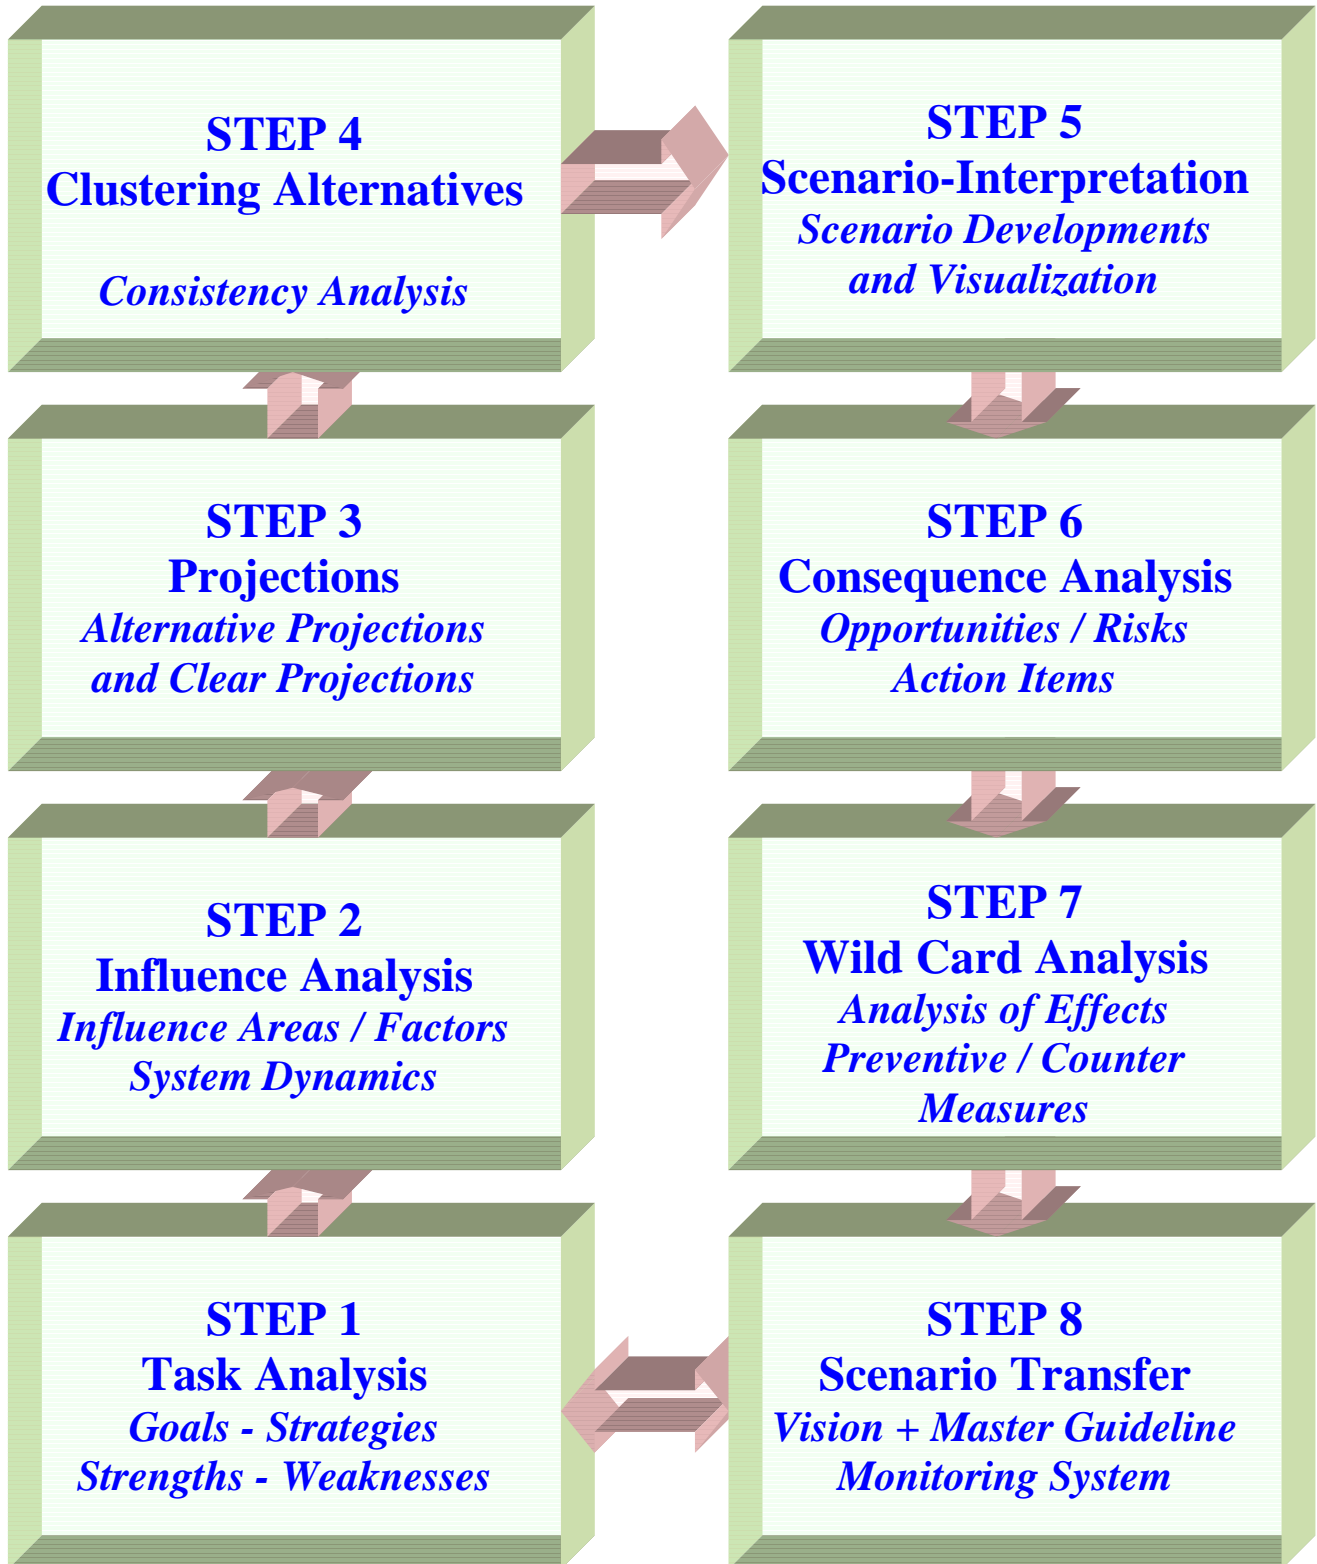 STEP 4
Clustering Alternatives
Consistency Analysis
STEP 5
Scenario-Interpretation
Scenario Developments
and Visualization
STEP 3
Projections
Alternative Projections
and Clear Projections
STEP 6
Consequence Analysis
Opportunities / Risks
Action Items
STEP 2
Influence Analysis
Influence Areas / Factors
System Dynamics
STEP 7
Wild Card Analysis
Analysis of Effects
Preventive / Counter
Measures
STEP 1
Task Analysis
Goals - Strategies
Strengths - Weaknesses
STEP 8
Scenario Transfer
Vision + Master Guideline
Monitoring System